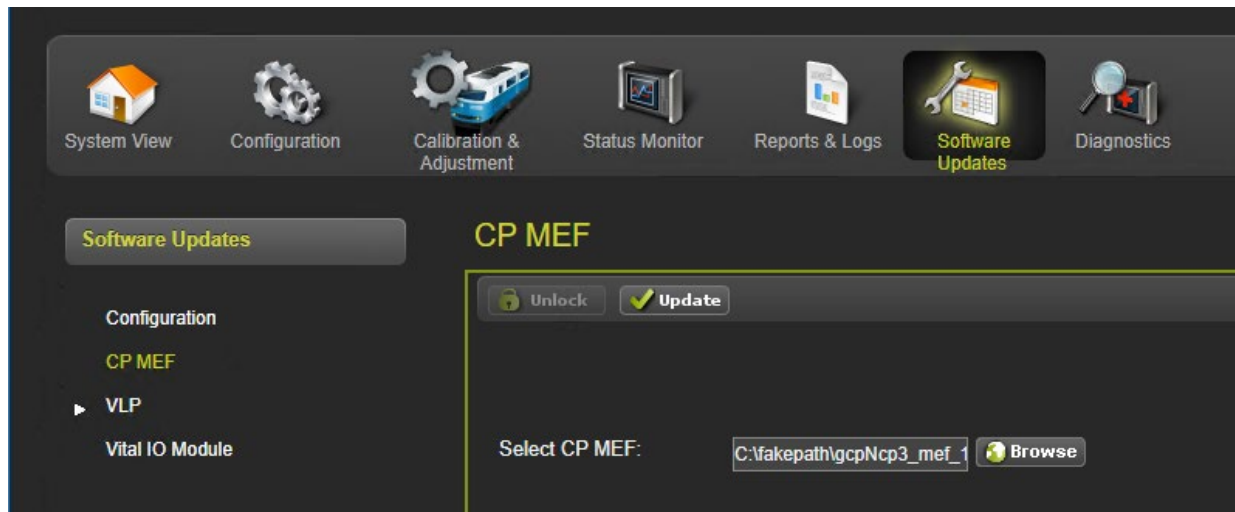 System View
Configuration
Calibration &
Adjustment
Status Monitor
Reports & Logs
Software
Updates
Diagnostics
Software Updates
Configuration
CP MEF
VLP
Vital IO Module
CP MEF
Unlock
Update
Select CP MEF:
C:\fakepath\gcpNcp3_mef_1
Browse